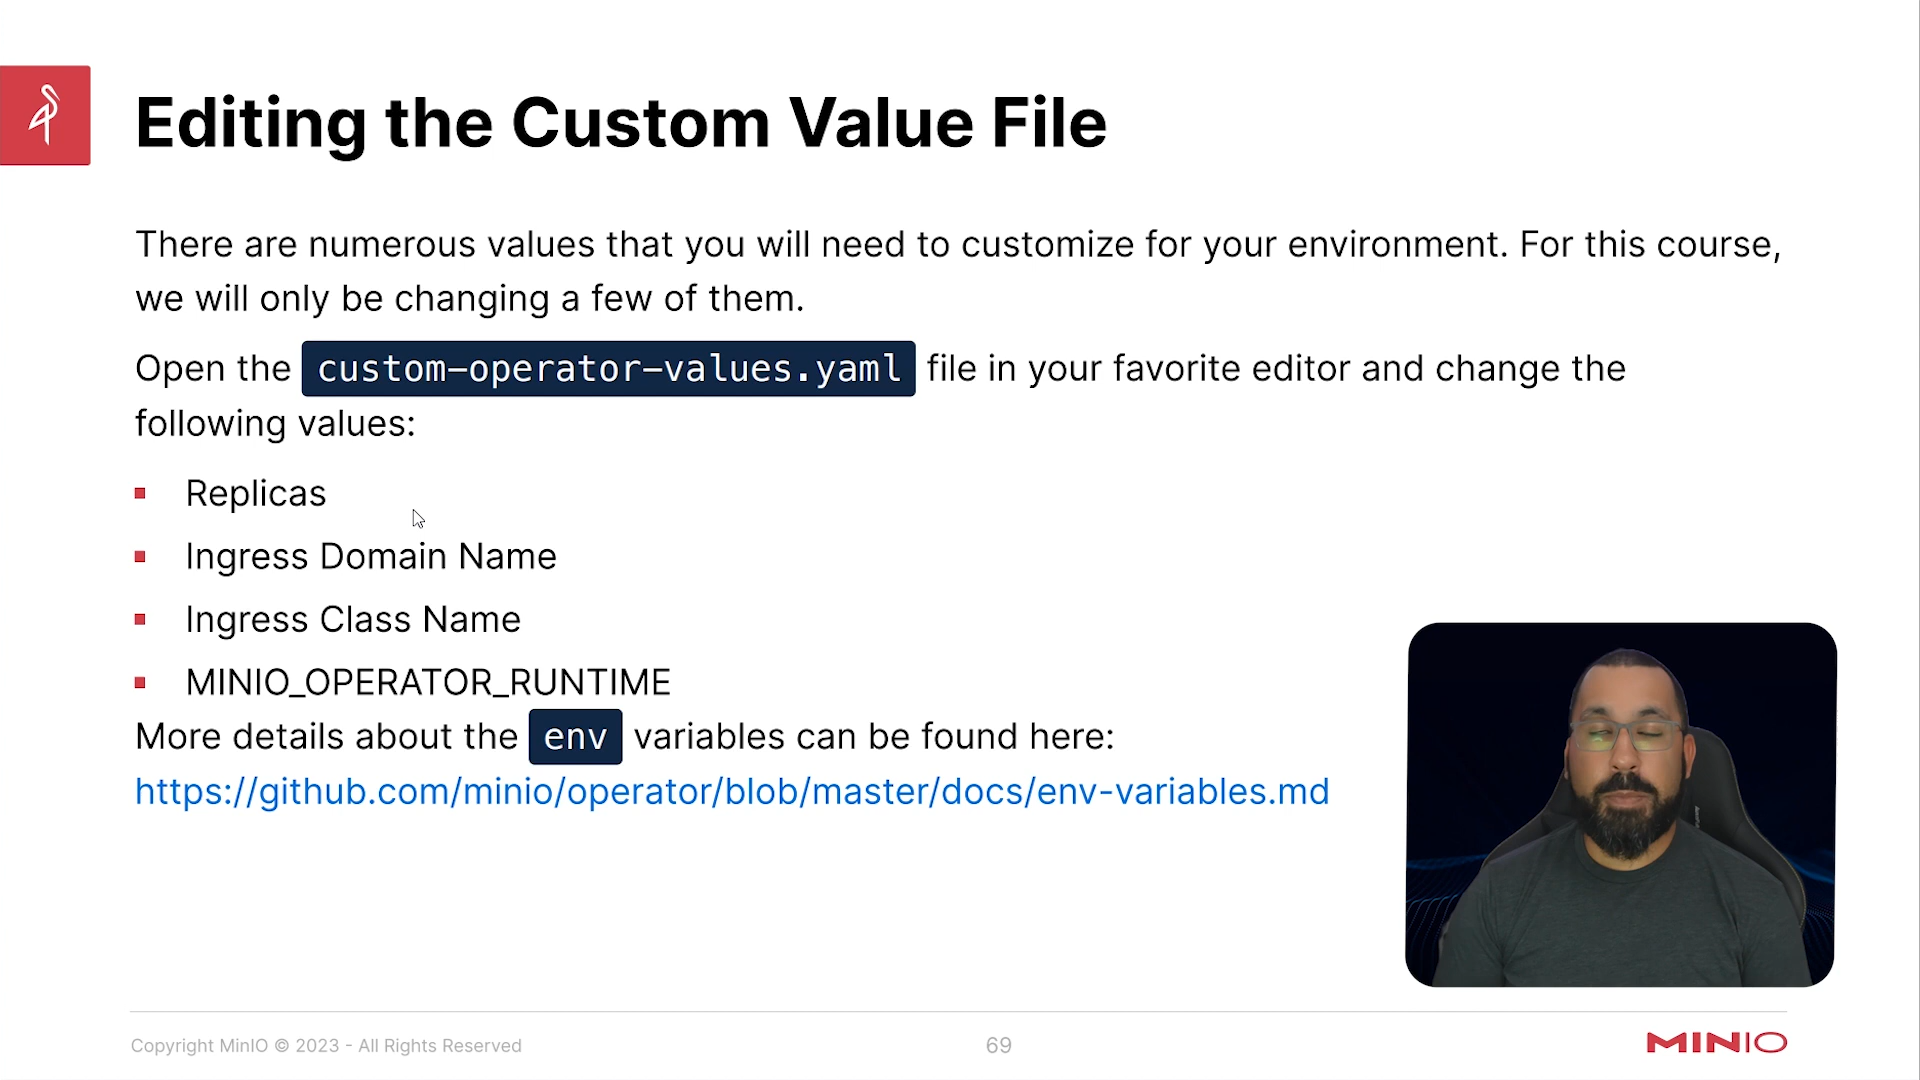 Editing the Custom Value File
There are numerous values that you will need to customize for your environment. For this course,
we will only be changing a few of them.
Open the custom-operator-values.yaml file in your favorite editor and change the
following values:
Replicas
Ingress Domain Name
Ingress Class Name
MINIO_OPERATOR_RUNTIME
More details about the env variables can be found here:
https://github.com/minio/operator/blob/master/docs/env-variables.md
Copyright MinIO © 2023 - All Rights Reserved
69
MINIO